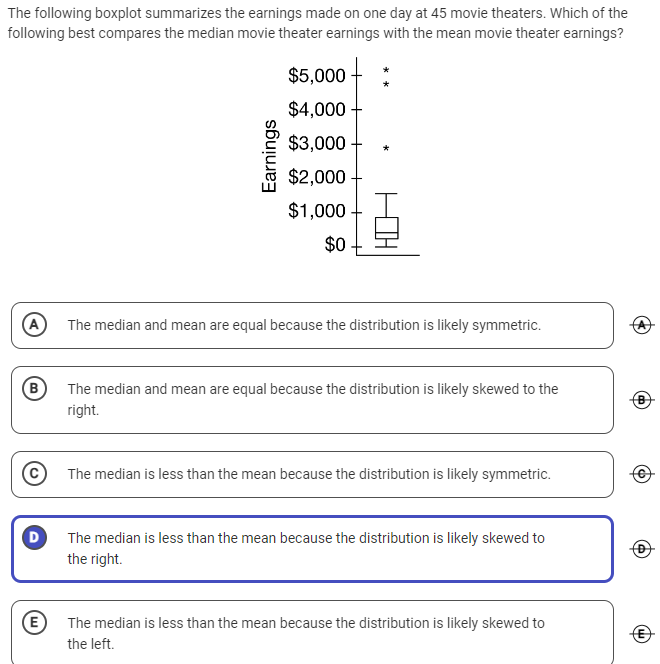 The following boxplot summarizes the earnings made on one day at 45 movie theaters. Which of the
following best compares the median movie theater earnings with the mean movie theater earnings?
$5,000
$4,000
$3,000
$2,000
$1,000
$0
Earnings
*
*
*
A The median and mean are equal because the distribution is likely symmetric. A
B The median and mean are equal because the distribution is likely skewed to the
right. B
C The median is less than the mean because the distribution is likely symmetric. C
D The median is less than the mean because the distribution is likely skewed to
the right. D
E The median is less than the mean because the distribution is likely skewed to
the left. E